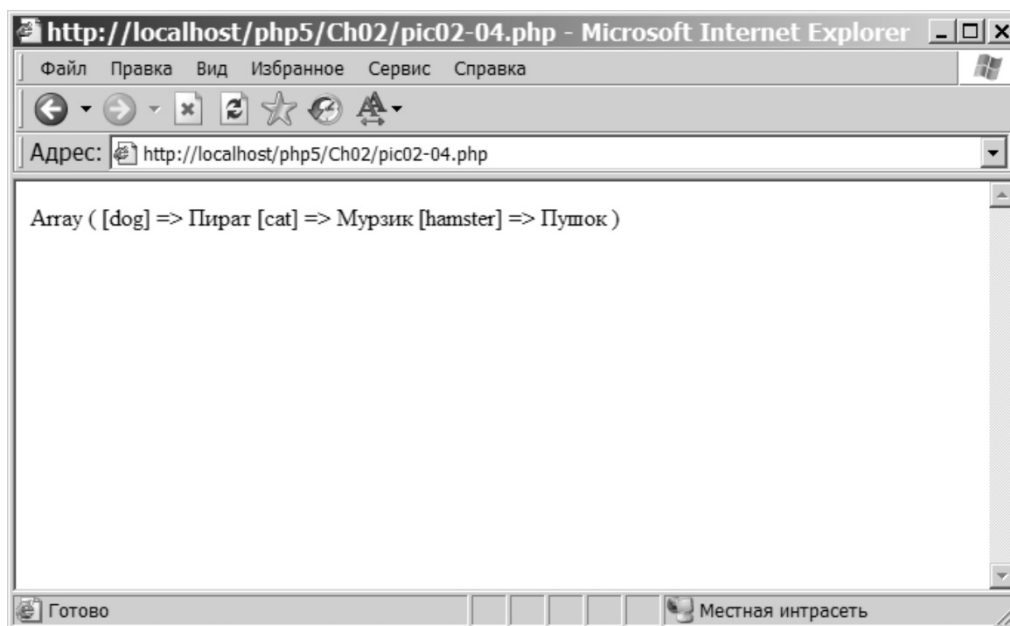 http://localhost/php5/Ch02/pic02-04.php - Microsoft Internet Explorer
Файл Правка Вид Избранное Сервис Справка
Адрес: http://localhost/php5/Ch02/pic02-04.php
Array ( [dog] => Пират [cat] => Мурзик [hamster] => Пушок )
Готово Местная интрасеть